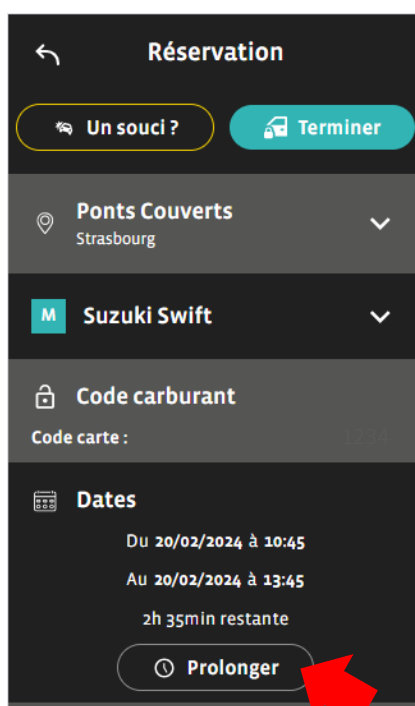 Réservation
Un souci ?
Terminer
Ponts Couverts
Strasbourg
M Suzuki Swift
Code carburant
Code carte : 1234
Dates
Du 20/02/2024 à 10:45
Au 20/02/2024 à 13:45
2h 35min restante
Prolonger